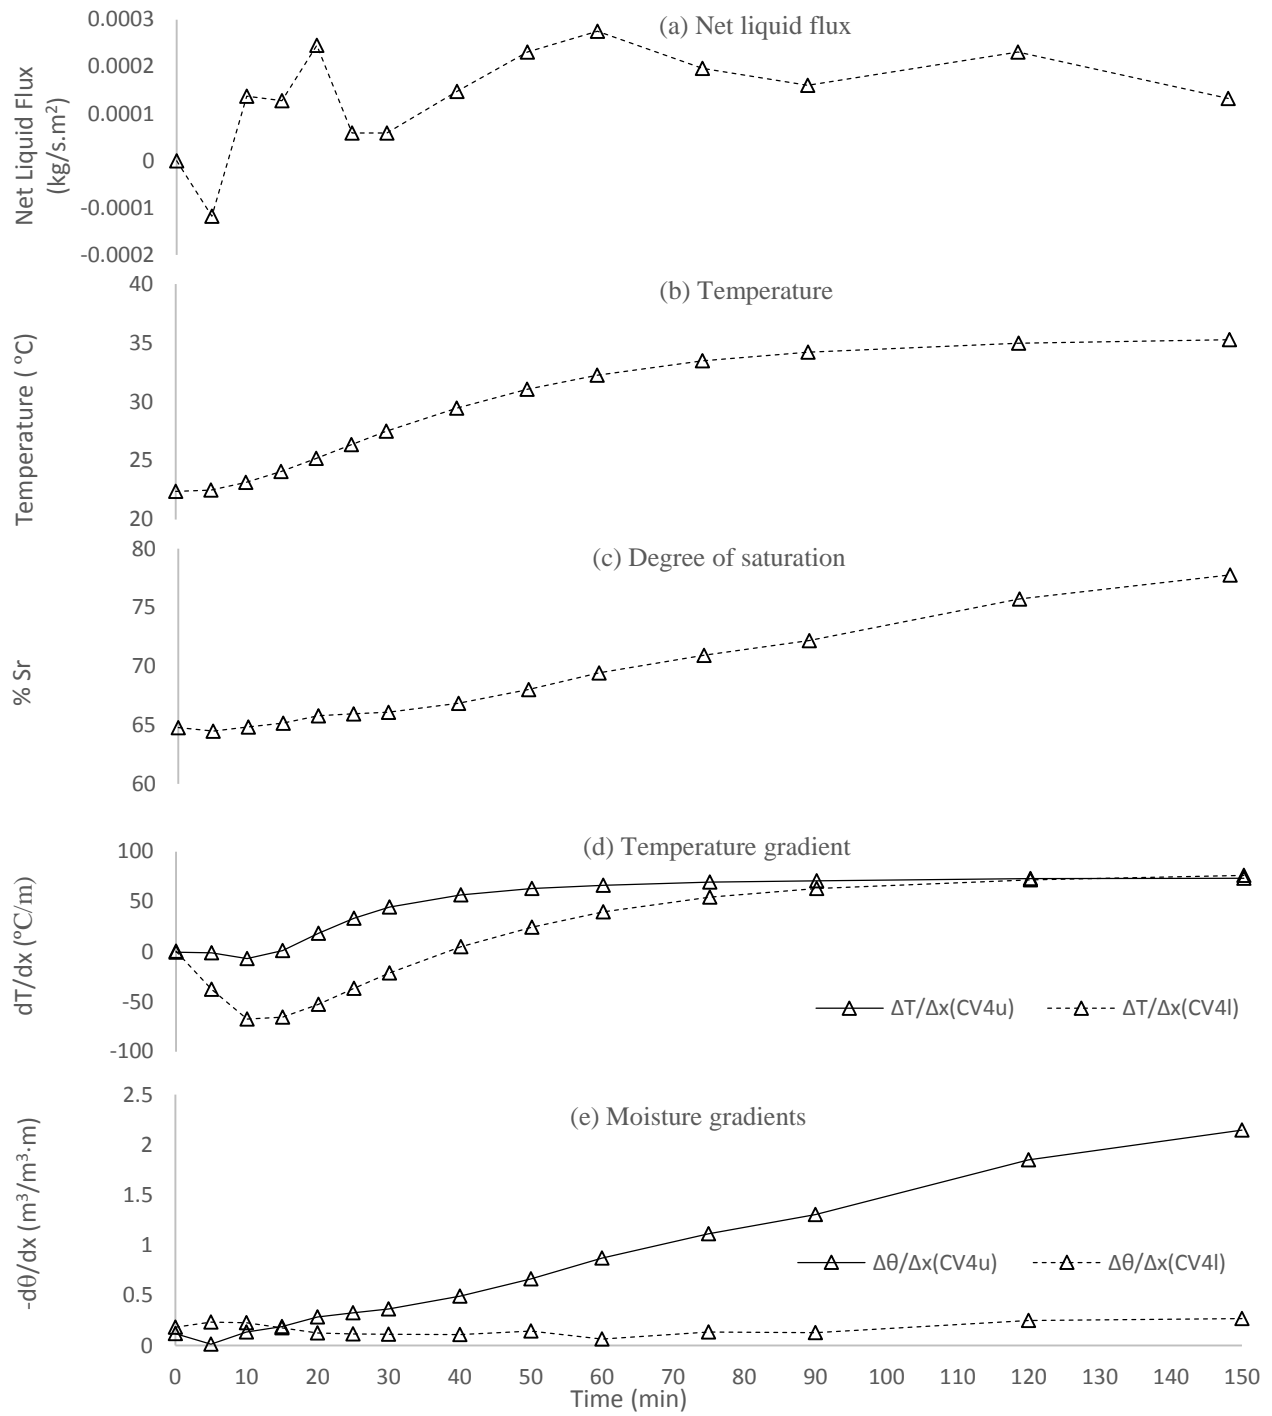 (a) Net liquid flux
Net Liquid Flux
(kg/s.m²)
0.0003
0.0002
0.0001
0
-0.0001
-0.0002
(b) Temperature
Temperature ( °C)
40
35
30
25
20
(c) Degree of saturation
% Sr
80
75
70
65
60
(d) Temperature gradient
dT/dx (°C/m)
100
50
0
-50
-100
ΔT/Δx(CV4u) ΔT/Δx(CV4l)
(e) Moisture gradients
-dθ/dx (m³/m³·m)
2.5
2
1.5
1
0.5
0
Δθ/Δx(CV4u) Δθ/Δx(CV4l)
0 10 20 30 40 50 60 70 80 90 100 110 120 130 140 150
Time (min)